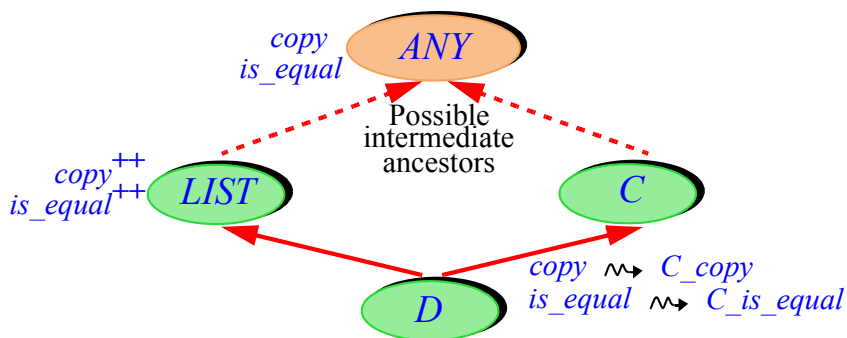 copy
is_equal
ANY
Possible
intermediate
ancestors
copy++
is_equal++
LIST
C
copy C_copy
is_equal C_is_equal
D